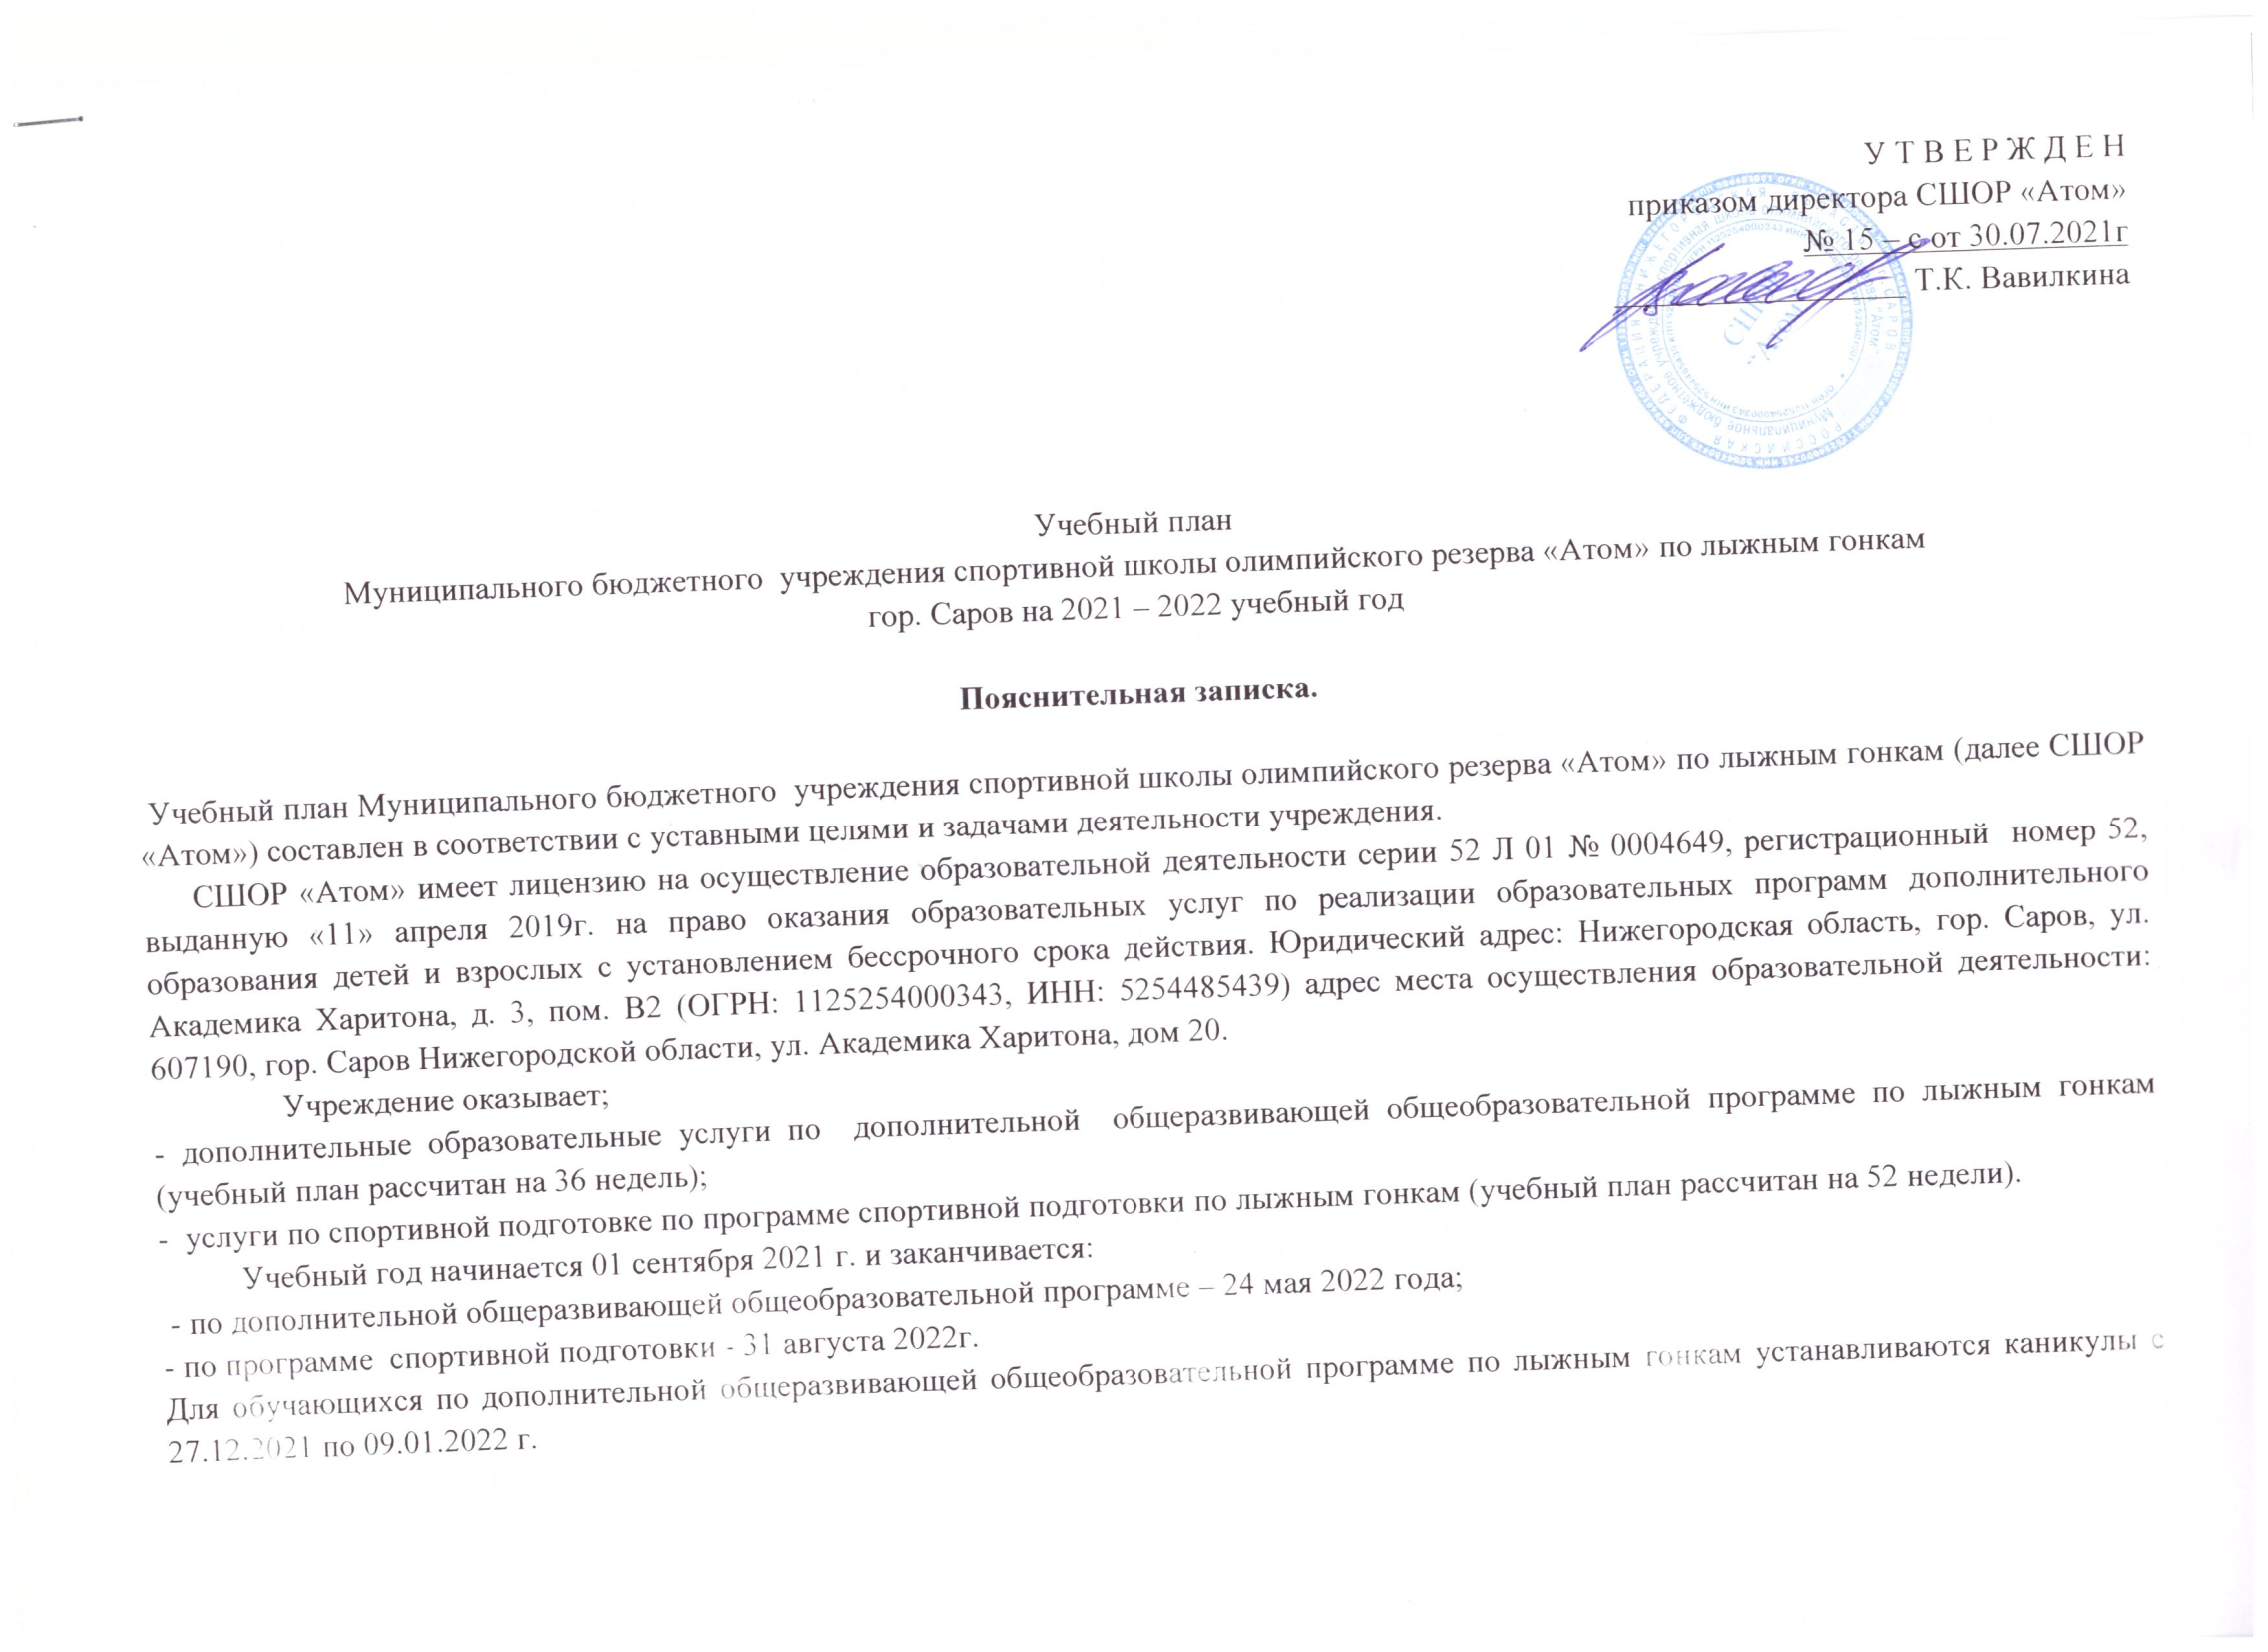 У Т В Е Р Ж Д Е Н
приказом директора СШОР «Атом»
№ 15 – с от 30.07.2021г
Т.К. Вавилкина
Учебный план
Муниципального бюджетного учреждения спортивной школы олимпийского резерва «Атом» по лыжным гонкам
гор. Саров на 2021 – 2022 учебный год
Пояснительная записка.
Учебный план Муниципального бюджетного учреждения спортивной школы олимпийского резерва «Атом» по лыжным гонкам (далее СШОР
«Атом») составлен в соответствии с уставными целями и задачами деятельности учреждения.
СШОР «Атом» имеет лицензию на осуществление образовательной деятельности серии 52 Л 01 № 0004649, регистрационный номер 52,
выданную «11» апреля 2019г. на право оказания образовательных услуг по реализации образовательных программ дополнительного
образования детей и взрослых с установлением бессрочного срока действия. Юридический адрес: Нижегородская область, гор. Саров, ул.
Академика Харитона, д. 3, пом. В2 (ОГРН: 1125254000343, ИНН: 5254485439) адрес места осуществления образовательной деятельности:
607190, гор. Саров Нижегородской области, ул. Академика Харитона, дом 20.
Учреждение оказывает;
- дополнительные образовательные услуги по дополнительной общеразвивающей общеобразовательной программе по лыжным гонкам
(учебный план рассчитан на 36 недель);
- услуги по спортивной подготовке по программе спортивной подготовки по лыжным гонкам (учебный план рассчитан на 52 недели).
Учебный год начинается 01 сентября 2021 г. и заканчивается:
- по дополнительной общеразвивающей общеобразовательной программе – 24 мая 2022 года;
- по программе спортивной подготовки - 31 августа 2022г.
Для обучающихся по дополнительной общеразвивающей общеобразовательной программе по лыжным гонкам устанавливаются каникулы с
27.12.2021 по 09.01.2022 г.